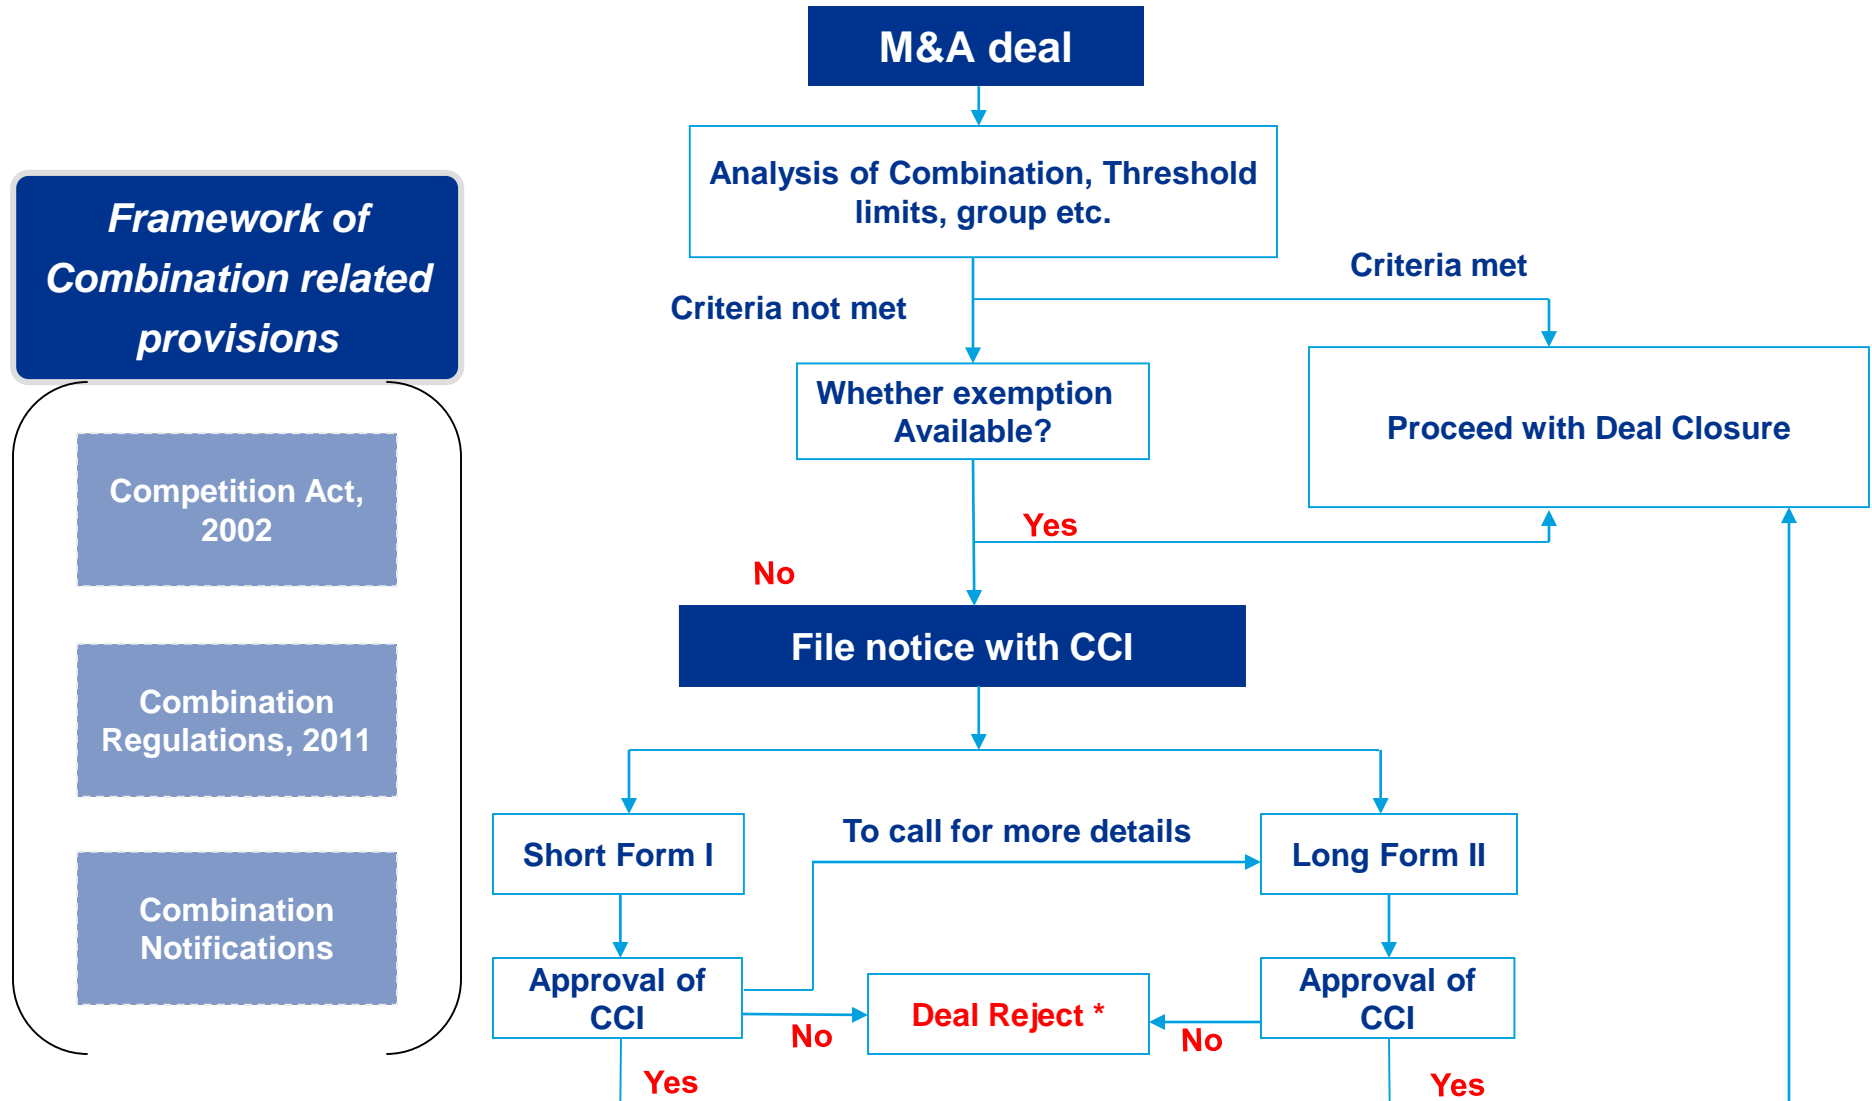 M&A deal
Analysis of Combination, Threshold
limits, group etc.
Framework of
Combination related
provisions
Criteria met
Criteria not met
Whether exemption
Available?
Proceed with Deal Closure
Competition Act,
2002
Yes
No
File notice with CCI
Combination
Regulations, 2011
To call for more details
Short Form I
Long Form II
Combination
Notifications
Approval of
CCI
Deal Reject *
Approval of
CCI
No
No
Yes
Yes